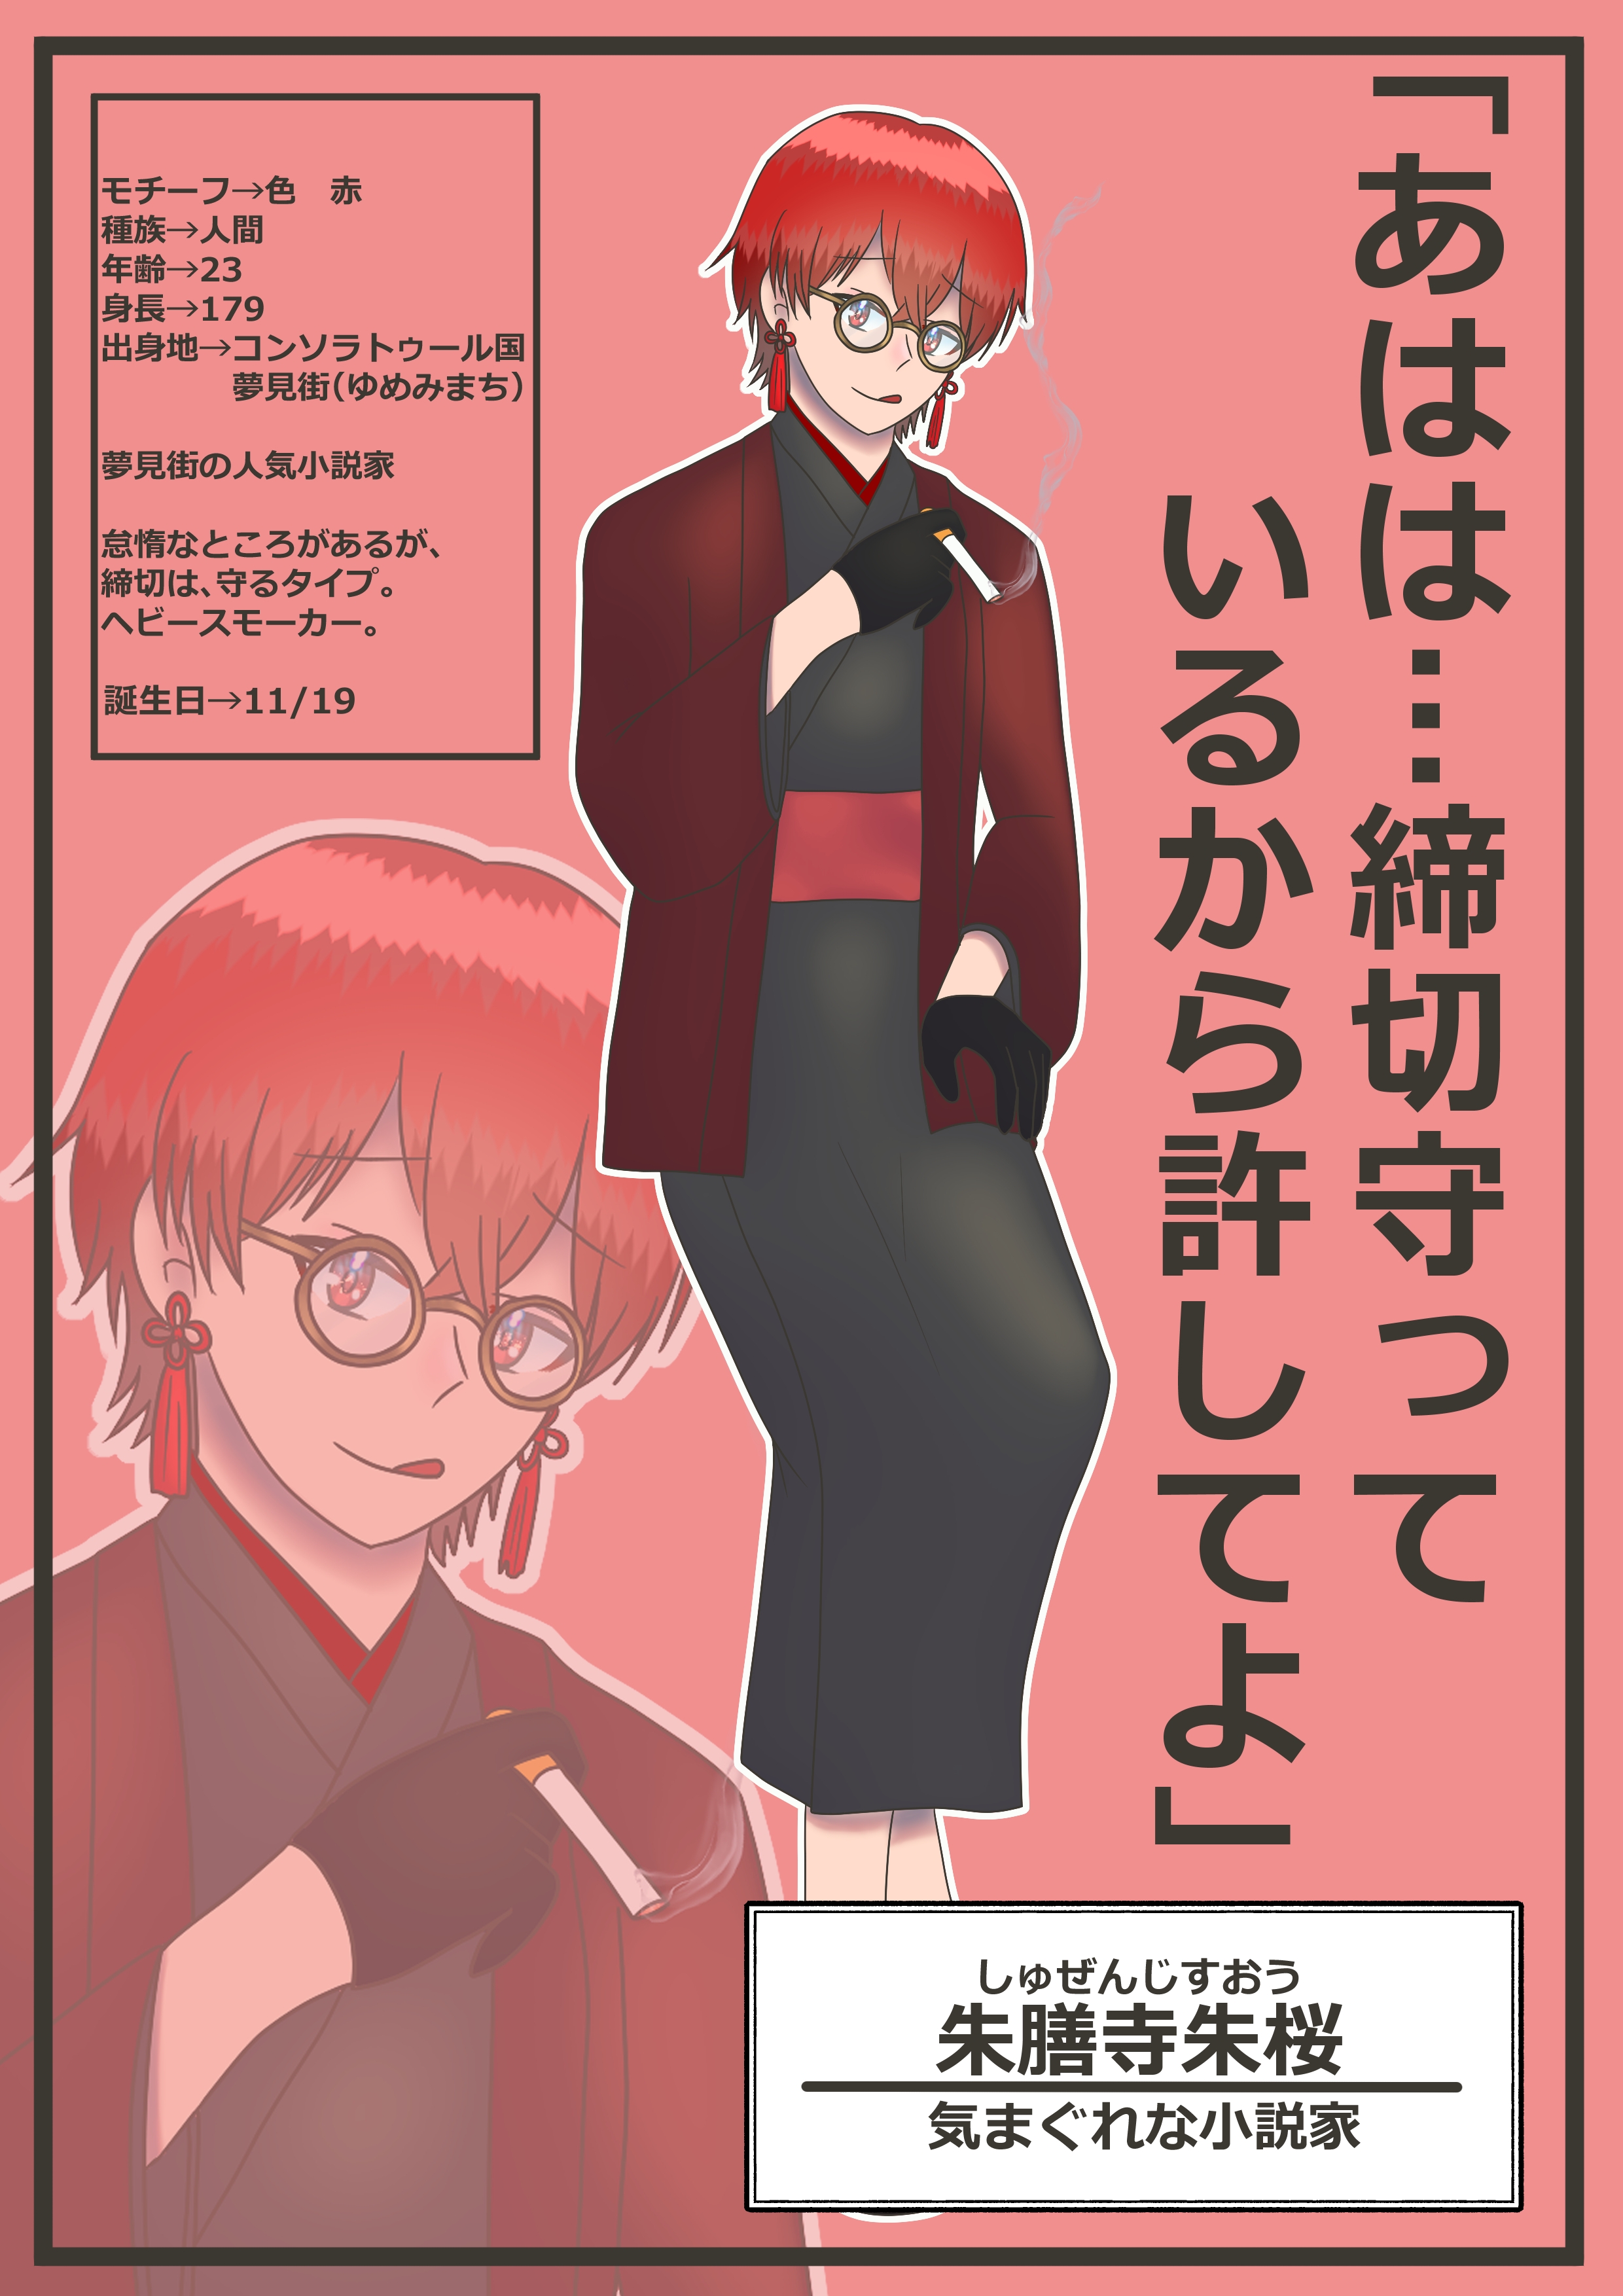 「あはは…締切守って
いるから許してよ」
モチーフ→色　赤
種族→人間
年齢→23
身長→179
出身地→コンソラトゥール国
夢見街（ゆめみまち）
夢見街の人気小説家
怠惰なところがあるが、
締切は、守るタイプ。
ヘビースモーカー。
誕生日→11/19
しゅぜんじすおう
朱膳寺朱桜
気まぐれな小説家